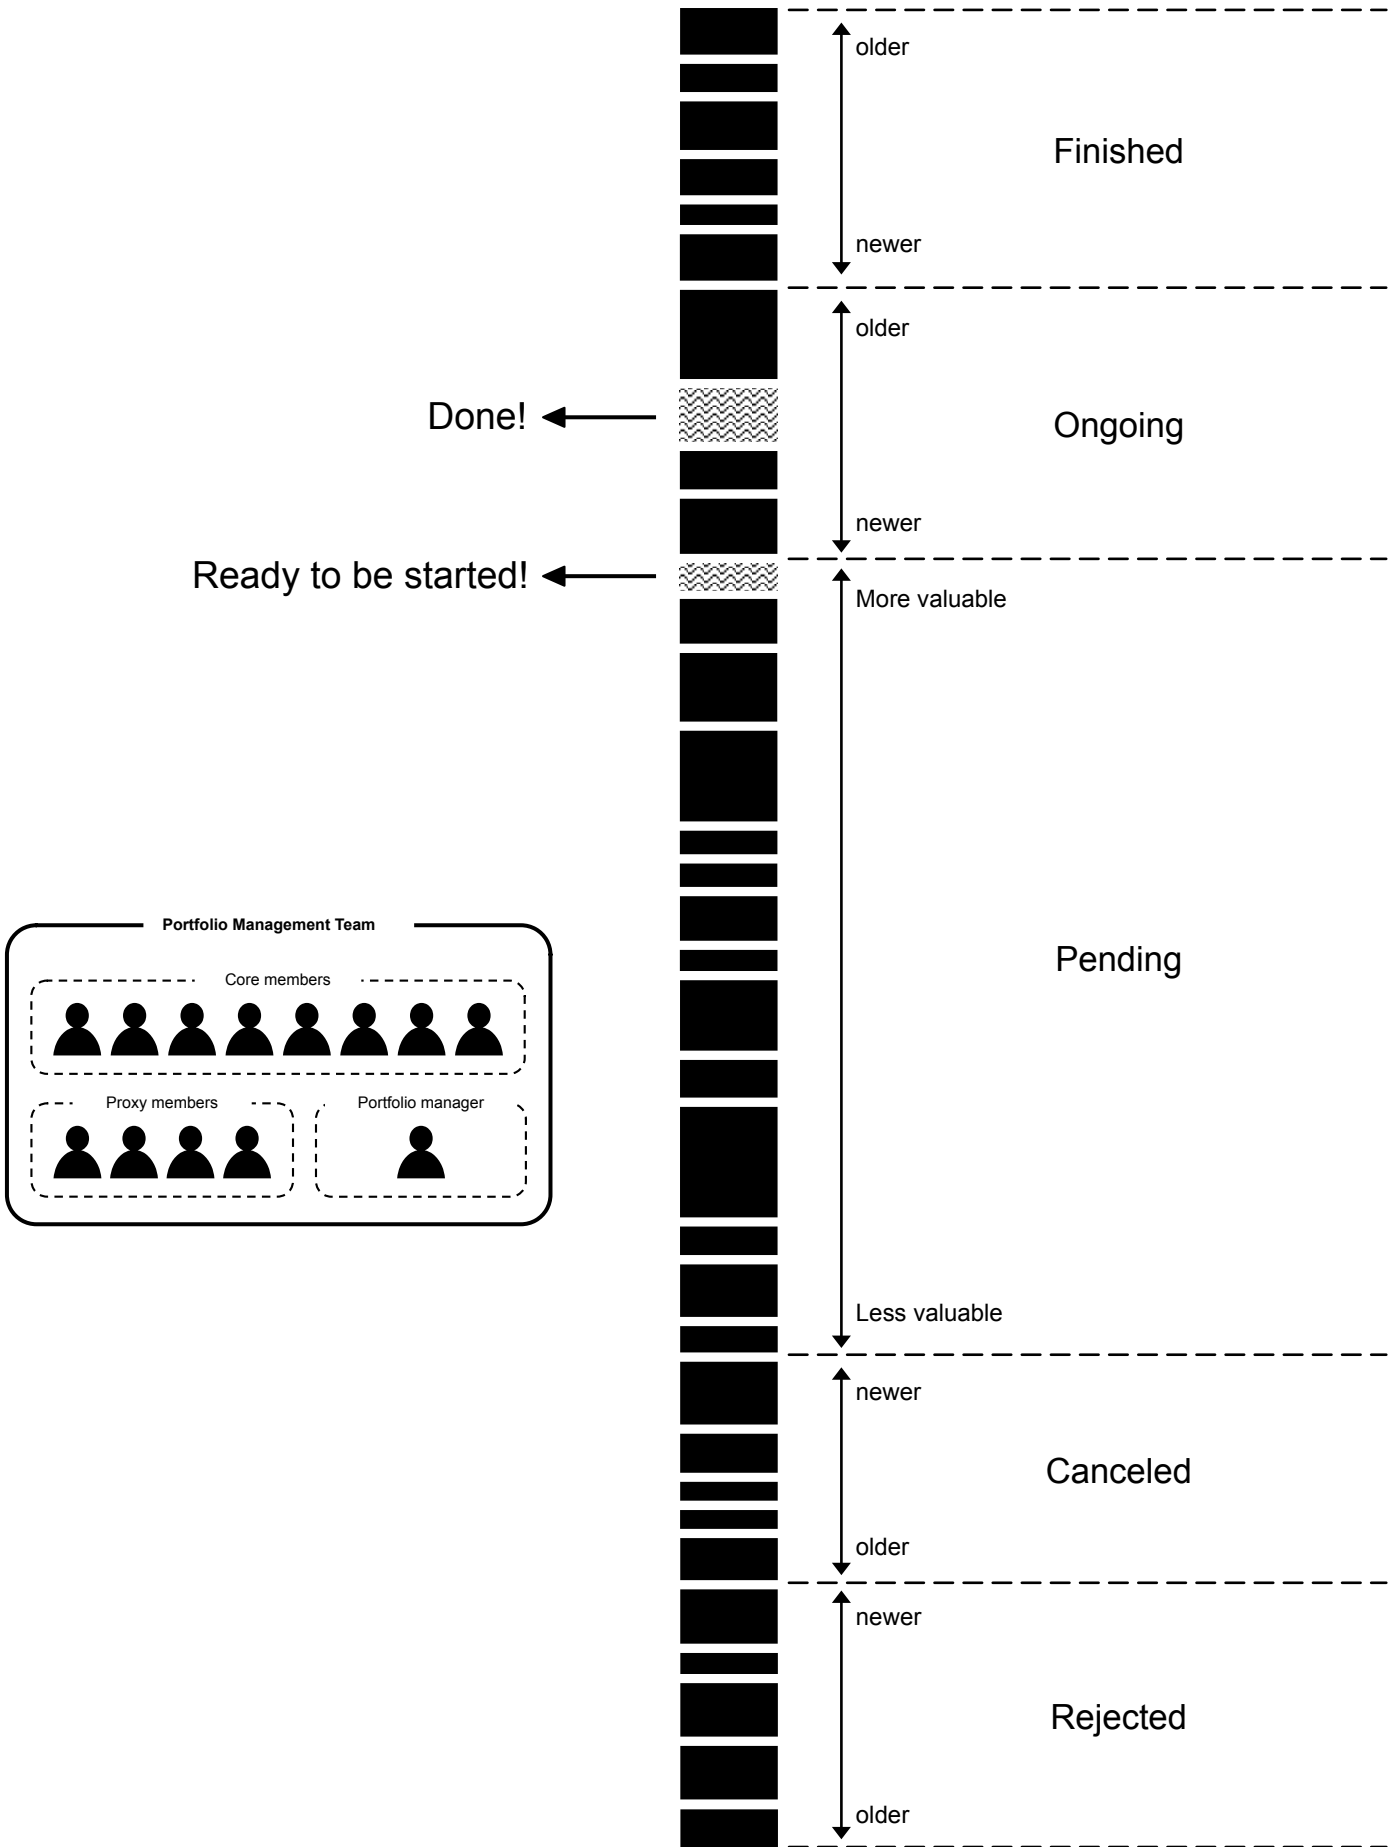 older
Finished
newer
older
Done!
Ongoing
newer
Ready to be started!
More valuable
Portfolio Management Team
Core members
Pending
Proxy members
Portfolio manager
Less valuable
newer
Canceled
older
newer
Rejected
older